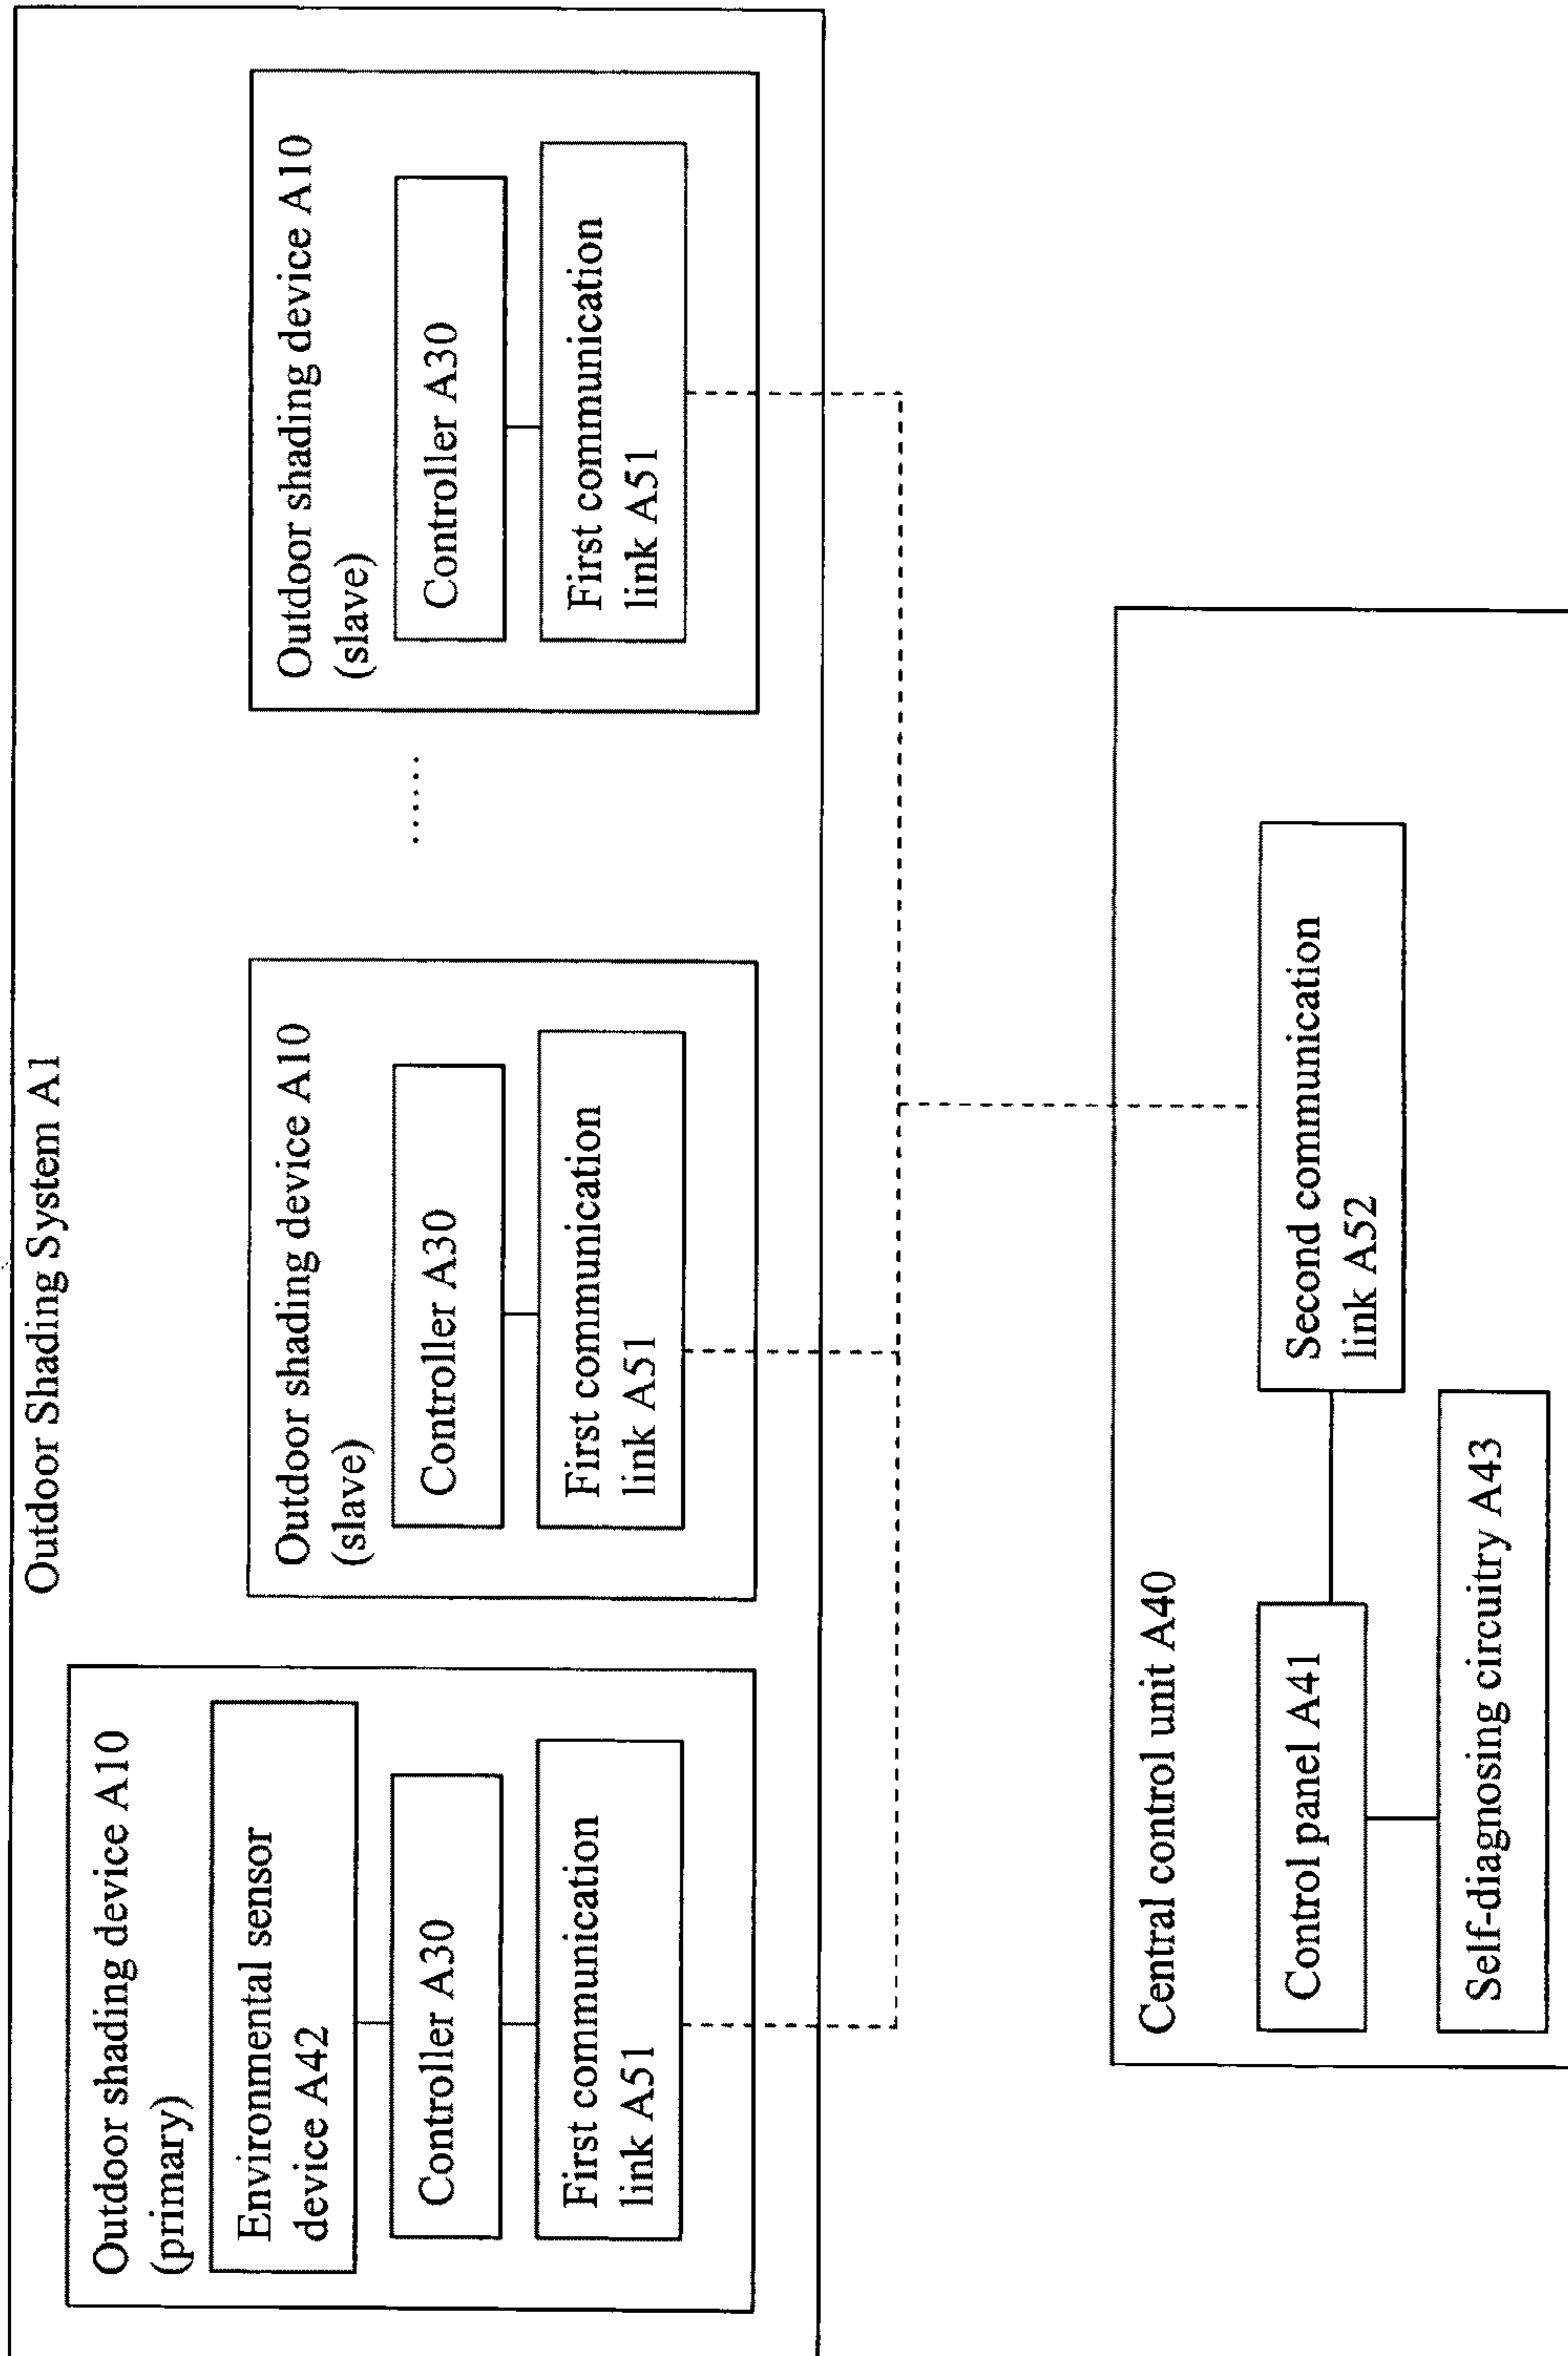 Outdoor Shading System A1
Outdoor shading device A10
(primary)
Environmental sensor
device A42
Controller A30
First communication
link A51
Outdoor shading device A10
(slave)
Controller A30
First communication
link A51
......
Outdoor shading device A10
(slave)
Controller A30
First communication
link A51
Central control unit A40
Control panel A41
Second communication
link A52
Self-diagnosing circuitry A43